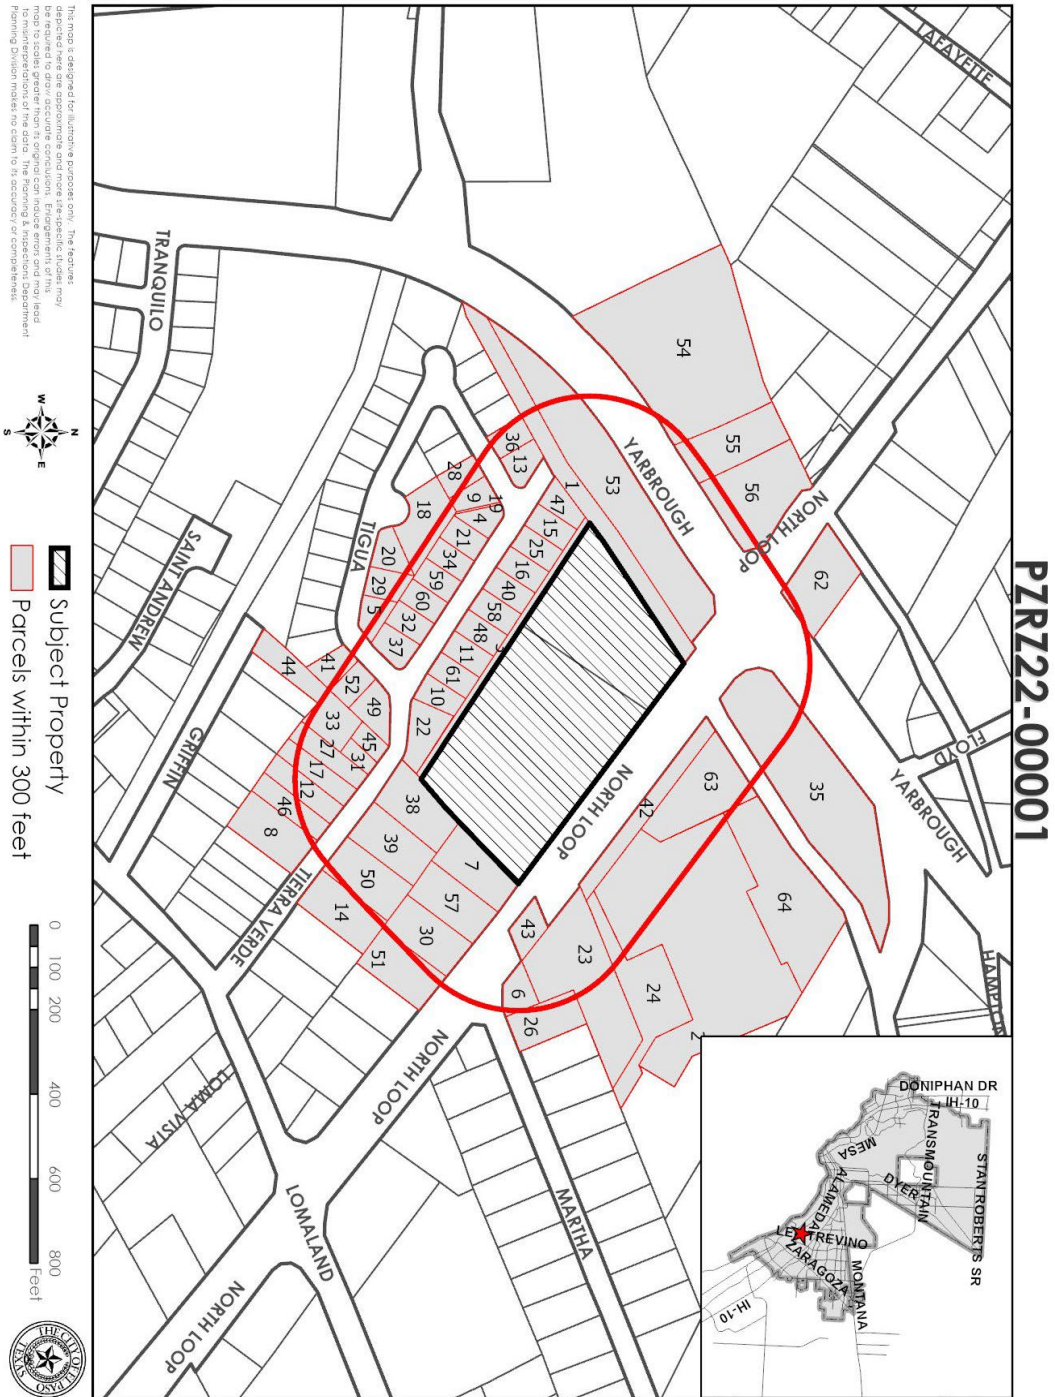 PZRZ22-00001
LAFAYETTE
NORTH LOOP
YARBROUGH
NORTH LOOP
FLOYD
YARBROUGH
HAMPTON
TRANQUILO
TIGUA
SAINT ANDREW
GRIFFIN
NORTH LOOP
TIERRA VERDE
NORTH LOOP
LOMA VISTA
LOMALAND
MARTHA
NORTH LOOP
54
55
56
62
53
1
36
13
47
15
25
16
40
58
48
3
11
61
10
22
28
9
19
4
18
21
34
59
60
32
37
20
29
5
41
44
52
49
33
45
31
27
17
12
46
8
38
39
7
50
57
14
30
51
63
42
35
64
43
23
6
24
26
2
DONIPHAN DR
IH-10
TRANSMOUNTAIN
STAN ROBERTS SR
MESA
DYER
ALAMEDA
LEE TREVINO
ZARAGOZA
MONTANA
IH-10
This map is designed for illustrative purposes only. The features
depicted here are approximate and more site-specific studies may
be required to draw accurate conclusions. Enlargements of this
map to scales greater than its original can induce errors and may lead
to misinterpretations of the data. The Planning & Inspections Department
Planning Division makes no claim to its accuracy or completeness.
N
W
E
S
Subject Property
Parcels within 300 feet
0 100 200 400 600 800
Feet
THE CITY OF EL PASO
TEXAS